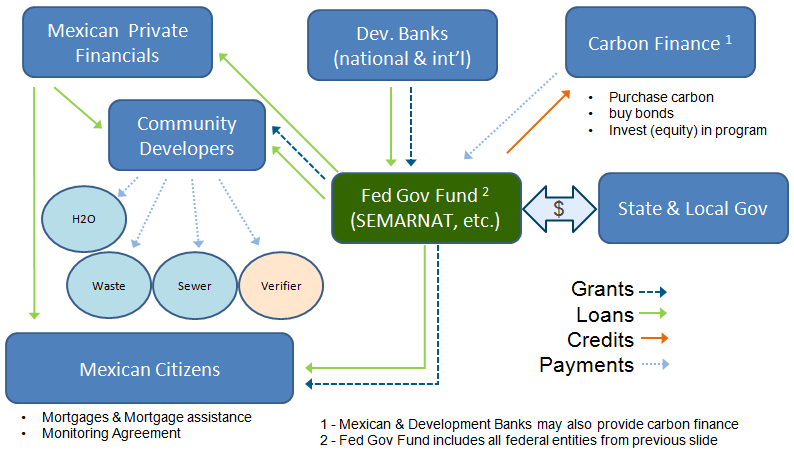 Mexican Private
Financials
Dev. Banks
(national & int'l)
Carbon Finance 1
• Purchase carbon
• buy bonds
• Invest (equity) in program
Community
Developers
Fed Gov Fund 2
(SEMARNAT, etc.)
$
State & Local Gov
H2O
Waste
Sewer
Verifier
Grants
Loans
Credits
Payments
Mexican Citizens
• Mortgages & Mortgage assistance
• Monitoring Agreement
1 - Mexican & Development Banks may also provide carbon finance
2 - Fed Gov Fund includes all federal entities from previous slide